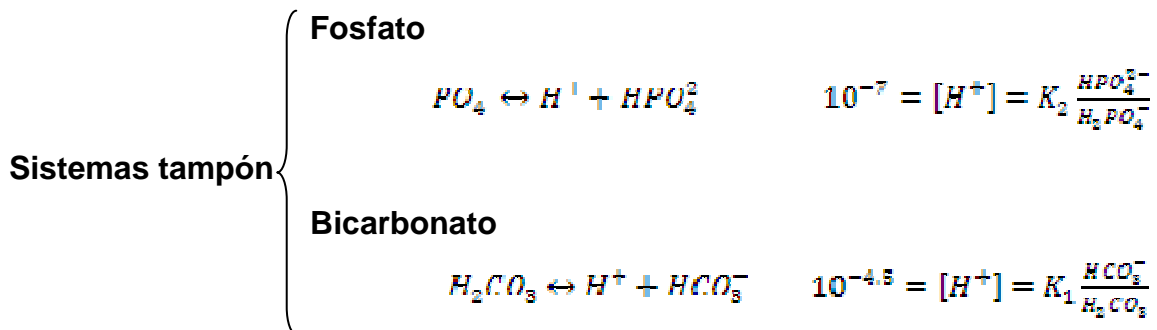 Fosfato
PO₄ ↔ H⁺ + HPO₄² 10⁻⁷ = [H⁺] = K₂ HPO₄²⁻ / H₂PO₄⁻
Sistemas tampón
Bicarbonato
H₂CO₃ ↔ H⁺ + HCO₃⁻ = [H⁺] = K₁ HCO₃⁻ / H₂CO₃